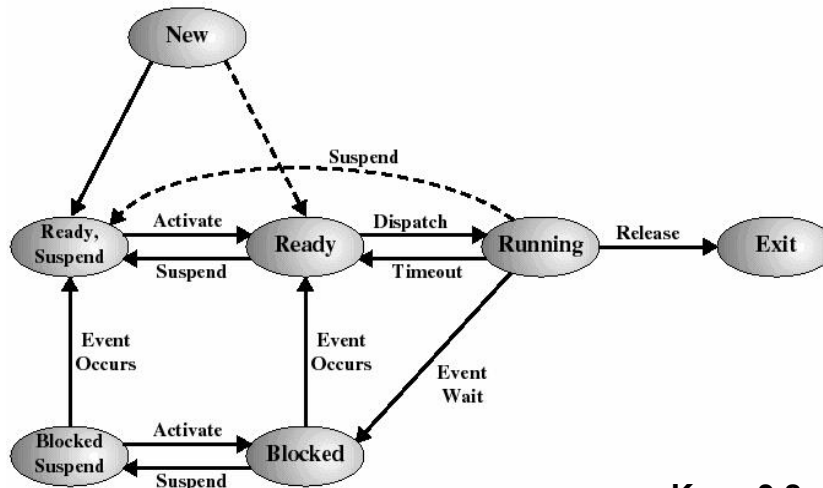 New
Suspend
Ready,
Suspend
Activate
Suspend
Ready
Dispatch
Timeout
Running
Release
Exit
Event
Occurs
Event
Occurs
Event
Wait
Blocked
Suspend
Activate
Suspend
Blocked